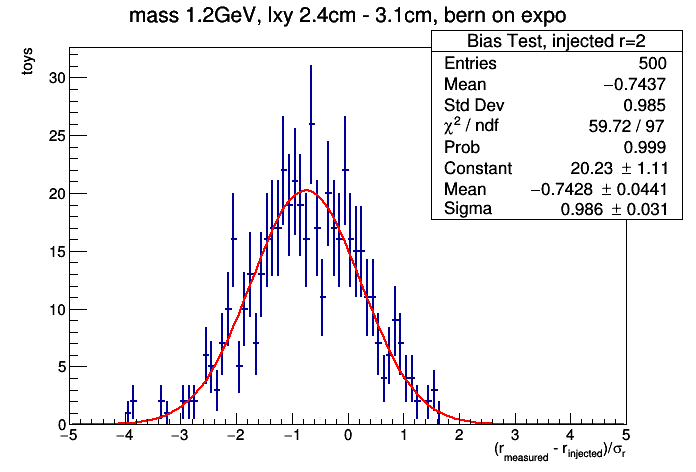 mass 1.2GeV, lxy 2.4cm - 3.1cm, bern on expo
toys
Bias Test, injected r=2
Entries 500
Mean −0.7437
Std Dev 0.985
χ² / ndf 59.72 / 97
Prob 0.999
Constant 20.23 ± 1.11
Mean −0.7428 ± 0.0441
Sigma 0.986 ± 0.031
30
25
20
15
10
5
0
−5 −4 −3 −2 −1 0 1 2 3 4 5
(r_measured - r_injected)/σ_r